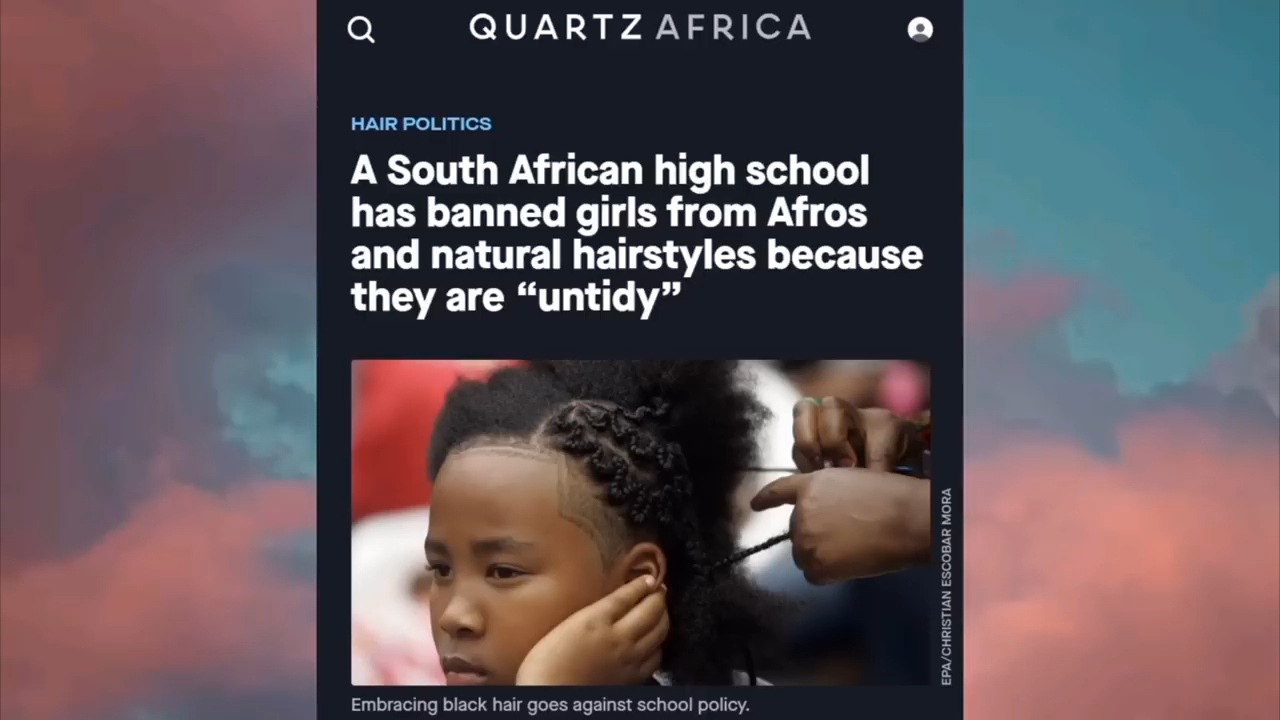 QUARTZ AFRICA
HAIR POLITICS
A South African high school
has banned girls from Afros
and natural hairstyles because
they are “untidy”
EPA/CHRISTIAN ESCOBAR MORA
Embracing black hair goes against school policy.